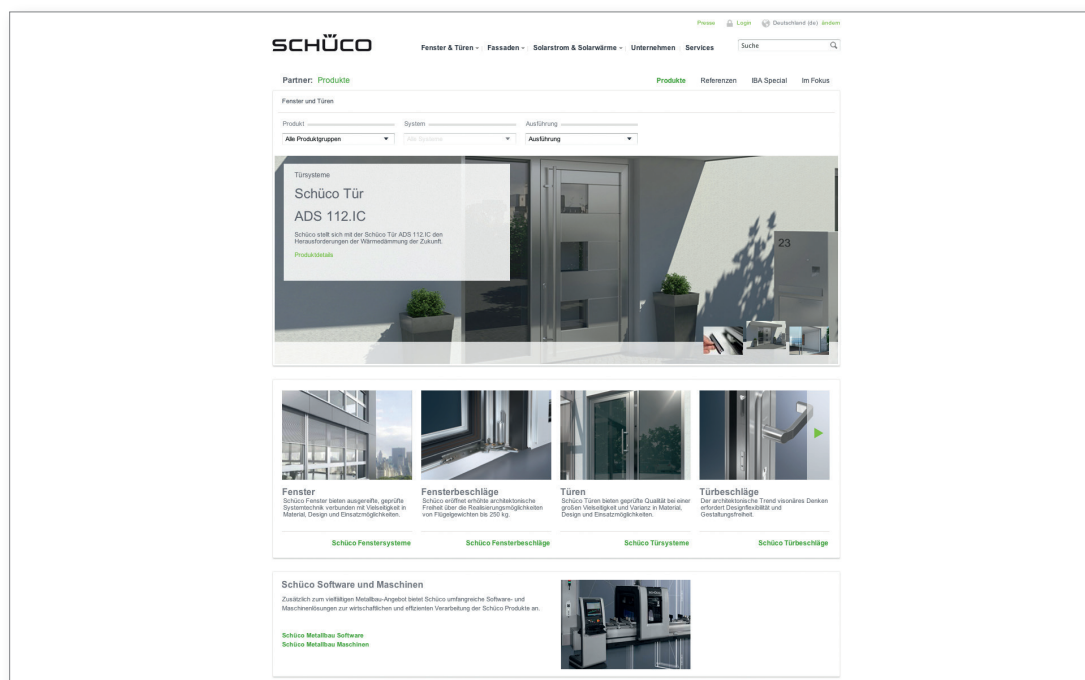 Presse Login Deutschland (de) ändern
SCHÜCO
Fenster & Türen Fassaden Solarstrom & Solarwärme Unternehmen Services Suche
Partner: Produkte
Produkte Referenzen IBA Special Im Fokus
Fenster und Türen
Produkt System Ausführung
Alle Produktgruppen Alle Systeme Ausführung
Türsysteme
Schüco Tür
ADS 112.IC
Schüco stellt sich mit der Schüco Tür ADS 112.IC den
Herausforderungen der Wärmedämmung der Zukunft.
Produktdetails
23
Fenster
Schüco Fenster bieten ausgereifte, geprüfte
Systemtechnik verbunden mit Vielseitigkeit in
Material, Design und Einsatzmöglichkeiten.
Schüco Fenstersysteme
Fensterbeschläge
Schüco eröffnet erhöhte architektonische
Freiheit über die Realisierungsmöglichkeiten
von Flügelgewichten bis 250 kg.
Schüco Fensterbeschläge
Türen
Schüco Türen bieten geprüfte Qualität bei einer
großen Vielseitigkeit und Varianz in Material,
Design und Einsatzmöglichkeiten.
Schüco Türsysteme
Türbeschläge
Der architektonische Trend visionäres Denken
erfordert Designflexibilität und
Gestaltungsfreiheit.
Schüco Türbeschläge
Schüco Software und Maschinen
Zusätzlich zum vielfältigen Metallbau-Angebot bietet Schüco umfangreiche Software- und
Maschinenlösungen zur wirtschaftlichen und effizienten Verarbeitung der Schüco Produkte an.
Schüco Metallbau Software
Schüco Metallbau Maschinen